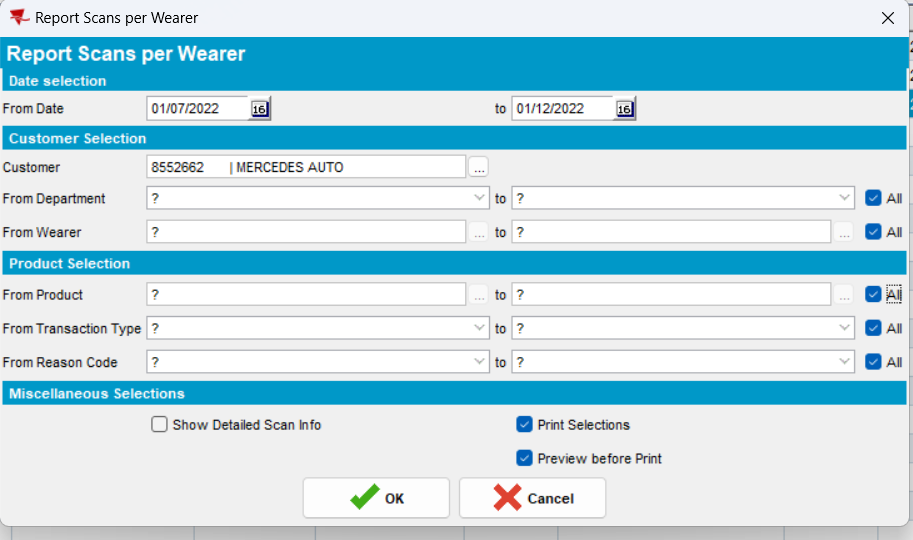 Report Scans per Wearer
Report Scans per Wearer
Date selection
From Date 01/07/2022 16 to 01/12/2022 16
Customer Selection
Customer 8552662 | MERCEDES AUTO ...
From Department ? to ? All
From Wearer ? ... to ? ... All
Product Selection
From Product ? ... to ? ... All
From Transaction Type ? to ? All
From Reason Code ? to ? All
Miscellaneous Selections
Show Detailed Scan Info Print Selections
Preview before Print
OK Cancel